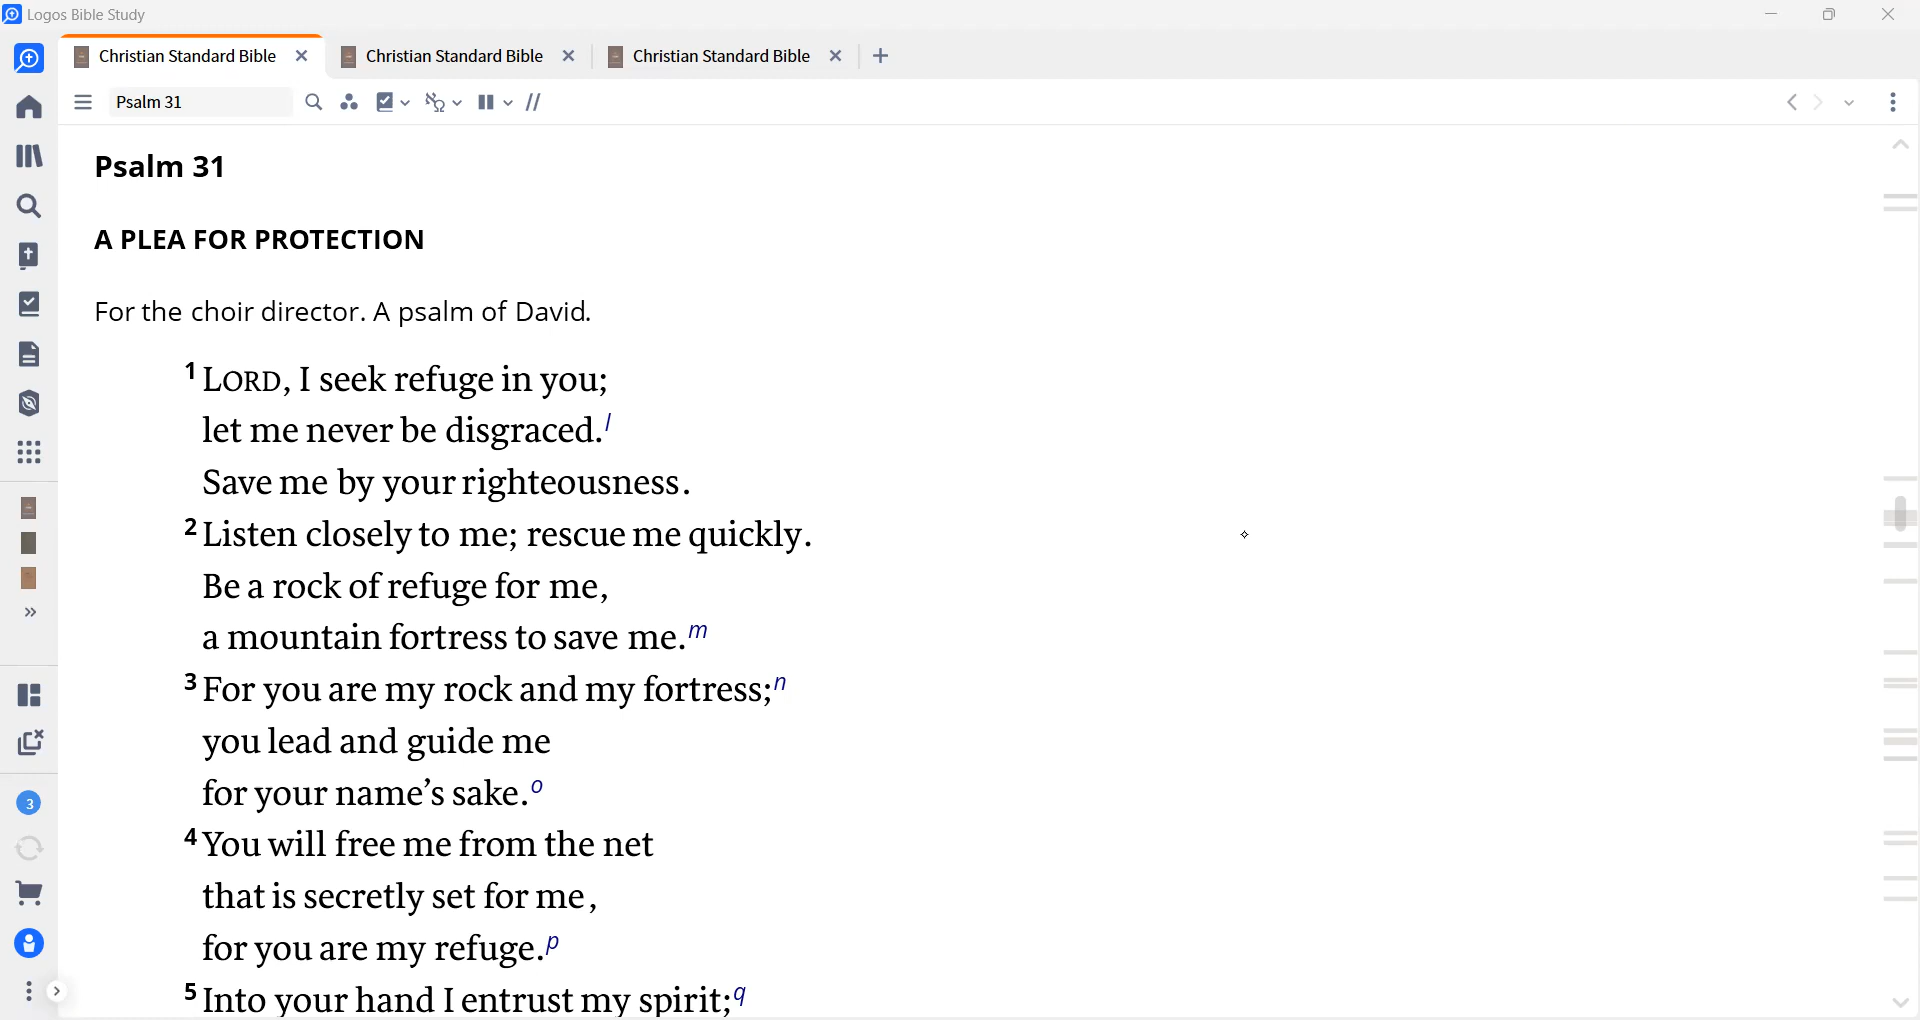 Logos Bible Study
Christian Standard Bible
Christian Standard Bible
Christian Standard Bible
Psalm 31
Psalm 31
A PLEA FOR PROTECTION
For the choir director. A psalm of David.
1 LORD, I seek refuge in you;
let me never be disgraced.l
Save me by your righteousness.
2 Listen closely to me; rescue me quickly.
Be a rock of refuge for me,
a mountain fortress to save me.m
3 For you are my rock and my fortress;n
you lead and guide me
for your name’s sake.o
4 You will free me from the net
that is secretly set for me,
for you are my refuge.p
5 Into your hand I entrust my spirit;q
3